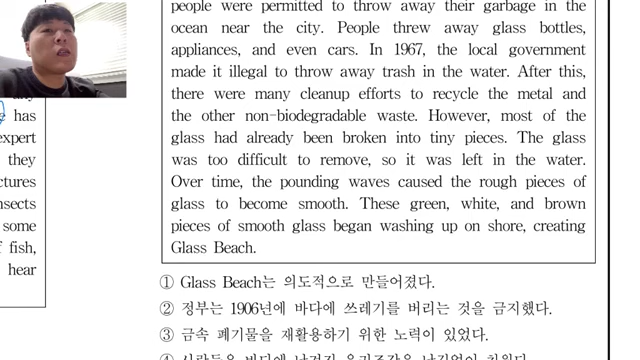 people were permitted to throw away their garbage in the
ocean near the city. People threw away glass bottles,
appliances, and even cars. In 1967, the local government
made it illegal to throw away trash in the water. After this,
there were many cleanup efforts to recycle the metal and
the other non-biodegradable waste. However, most of the
glass had already been broken into tiny pieces. The glass
was too difficult to remove, so it was left in the water.
Over time, the pounding waves caused the rough pieces of
glass to become smooth. These green, white, and brown
pieces of smooth glass began washing up on shore, creating
Glass Beach.
has
expert
they
some
fish,
hear
① Glass Beach는 의도적으로 만들어졌다.
② 정부는 1906년에 바다에 쓰레기를 버리는 것을 금지했다.
③ 금속 폐기물을 재활용하기 위한 노력이 있었다.